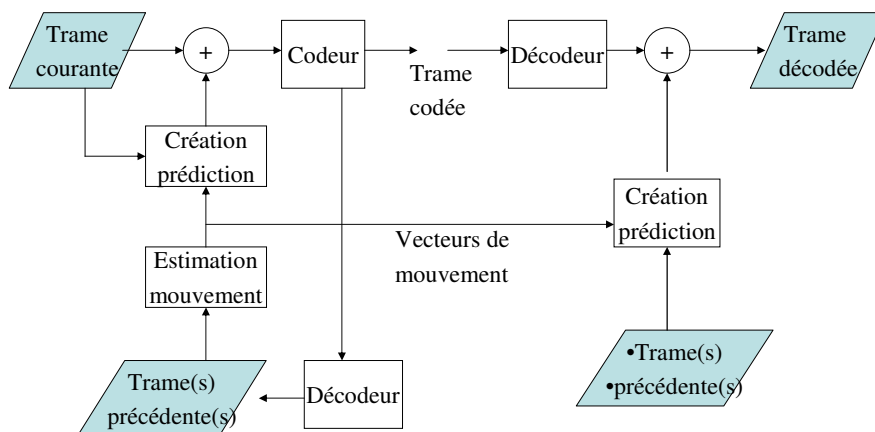 Trame
courante
+
Codeur
Trame
codée
Décodeur
+
Trame
décodée
Création
prédiction
Création
prédiction
Vecteurs de
mouvement
Estimation
mouvement
Trame(s)
précédente(s)
Décodeur
•Trame(s)
•précédente(s)